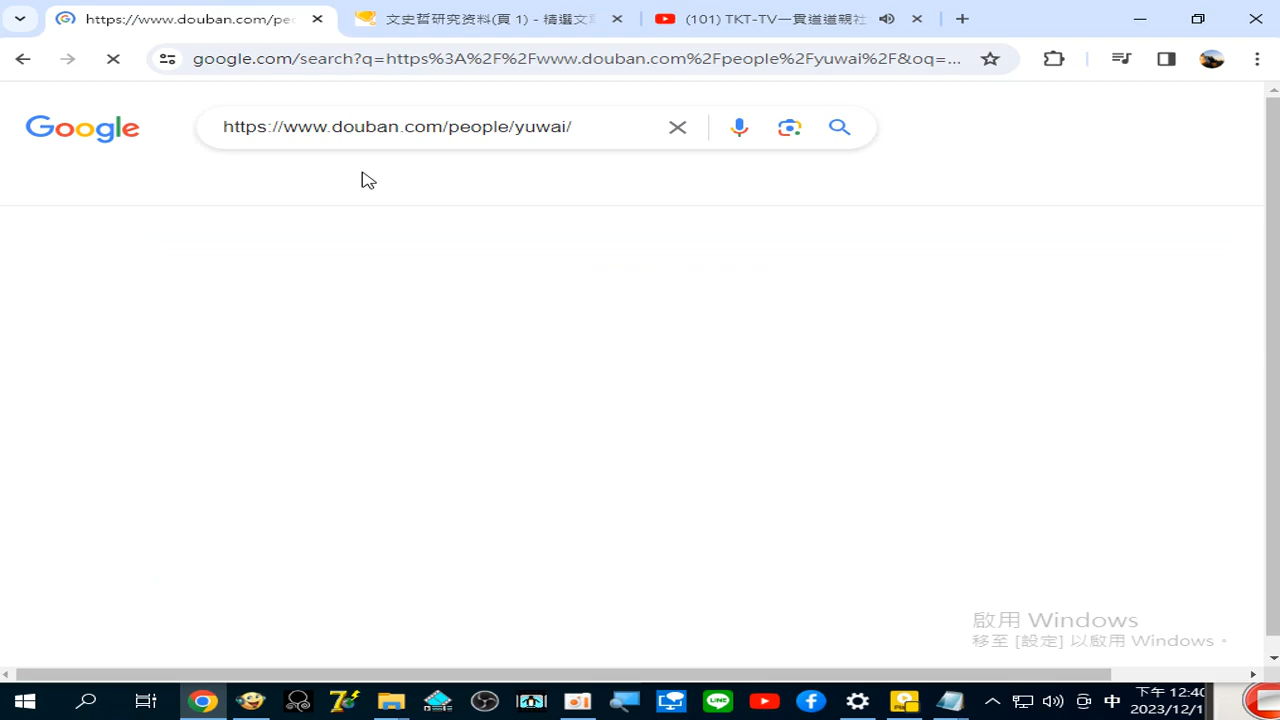 https://www.douban.com/peo
文史哲研究资料(頁 1) - 橋選文
(101) TKT-TV一貫道道親社
google.com/search?q=https%3A%2F%2Fwww.douban.com%2Fpeople%2Fyuwai%2F&oq=...
Google
https://www.douban.com/people/yuwai/
啟用 Windows
移至 [設定] 以啟用 Windows。
中
下午 12:40
2023/12/1